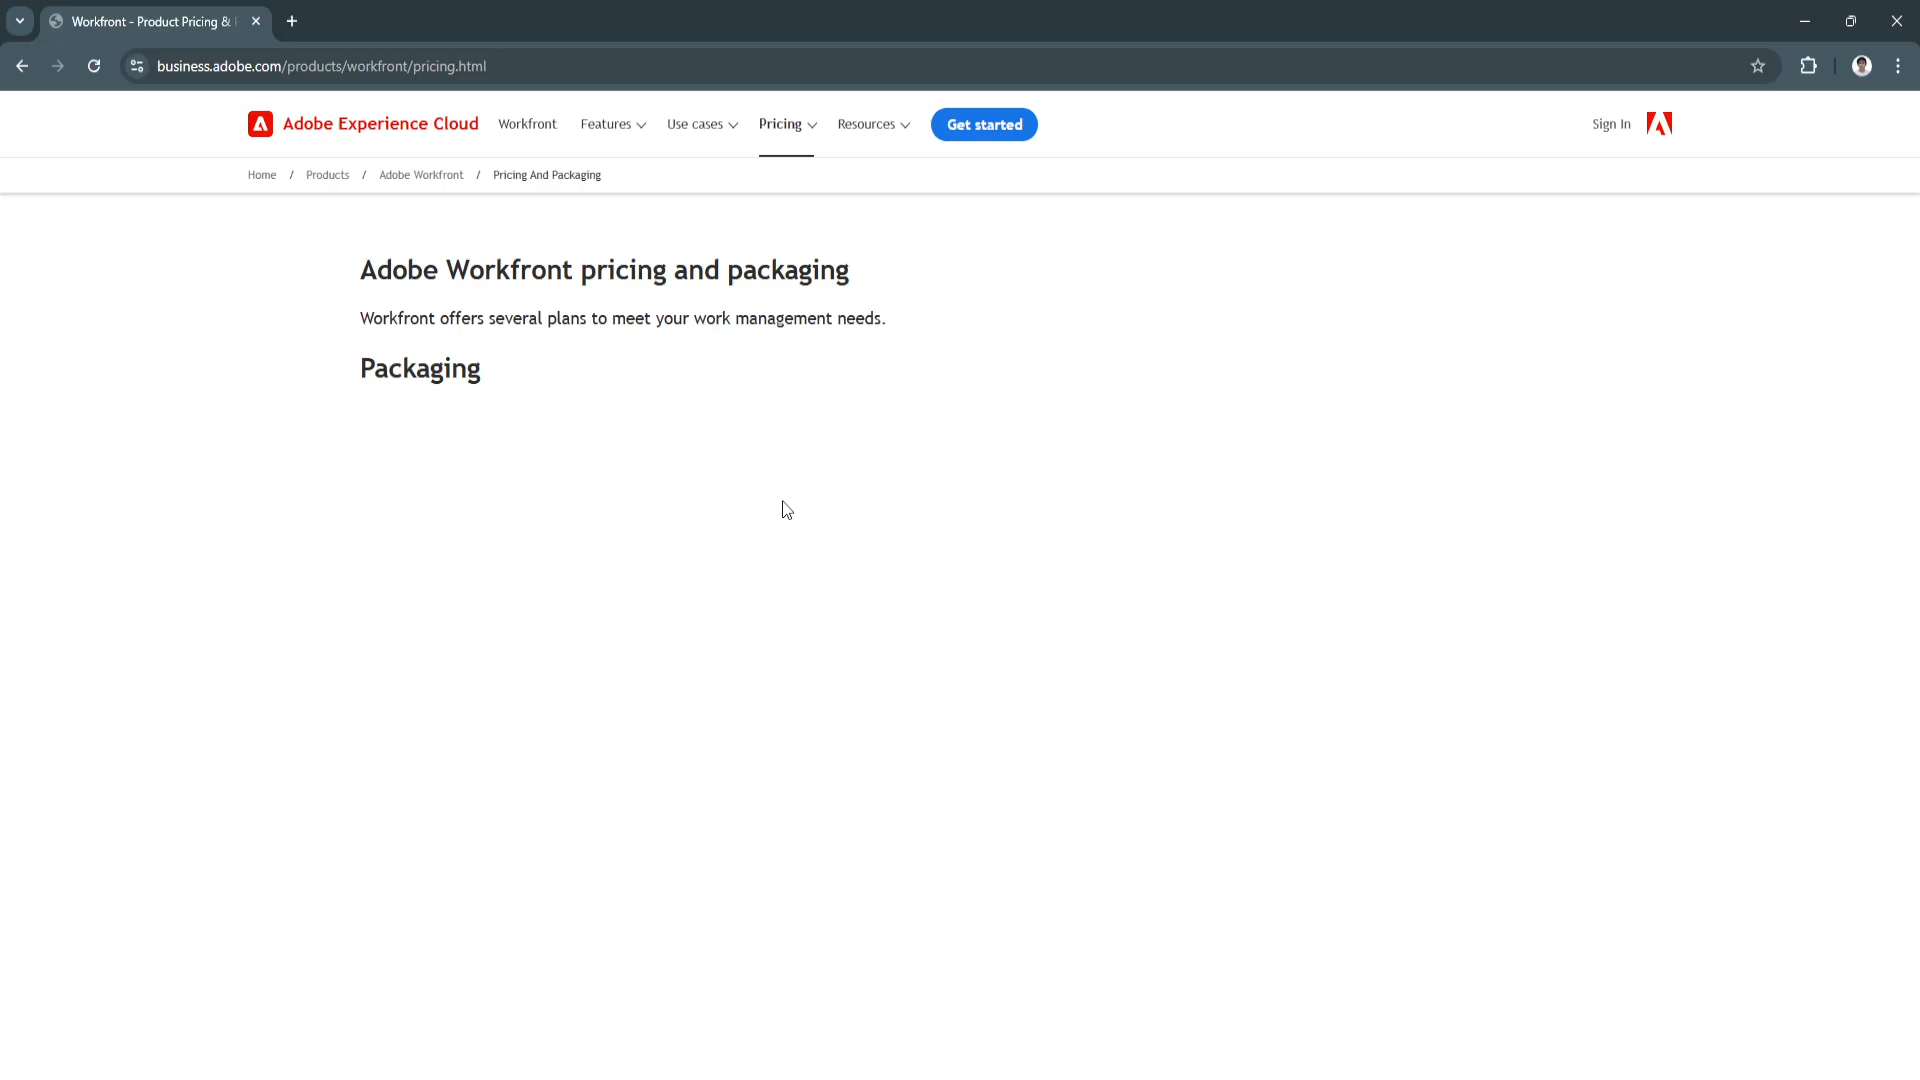 Workfront - Product Pricing &
business.adobe.com/products/workfront/pricing.html
Adobe Experience Cloud Workfront Features Use cases Pricing Resources Get started Sign In
Home / Products / Adobe Workfront / Pricing And Packaging
Adobe Workfront pricing and packaging
Workfront offers several plans to meet your work management needs.
Packaging